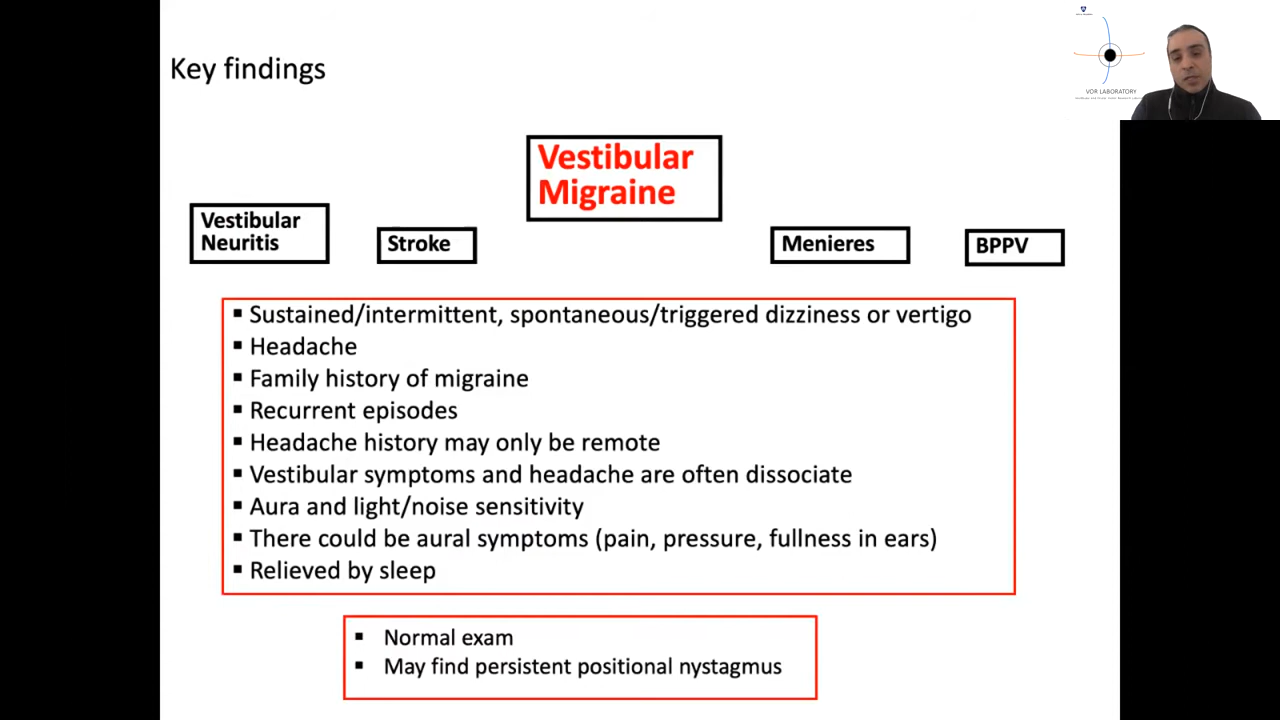 Key findings
VOR LABORATORY
Vestibular
Migraine
Vestibular
Neuritis
Stroke
Menieres
BPPV
▪ Sustained/intermittent, spontaneous/triggered dizziness or vertigo
▪ Headache
▪ Family history of migraine
▪ Recurrent episodes
▪ Headache history may only be remote
▪ Vestibular symptoms and headache are often dissociate
▪ Aura and light/noise sensitivity
▪ There could be aural symptoms (pain, pressure, fullness in ears)
▪ Relieved by sleep
▪ Normal exam
▪ May find persistent positional nystagmus